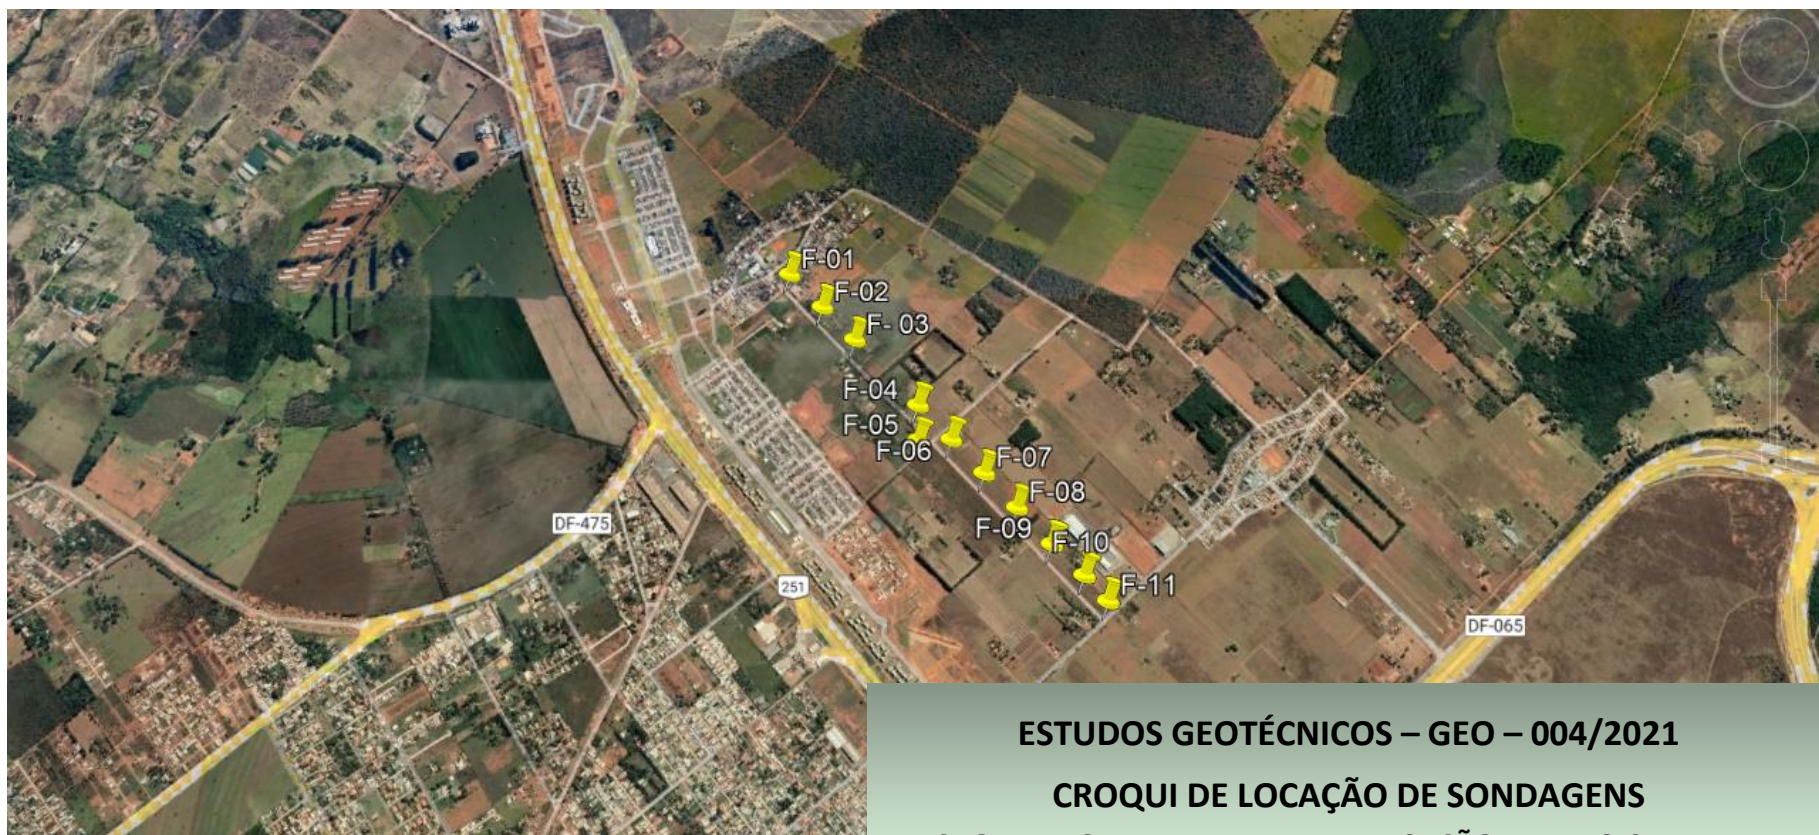 F-01
F-02
F- 03
F-04
F-05
F-06
F-07
F-08
F-09
F-10
F-11
DF-475
251
DF-065
ESTUDOS GEOTÉCNICOS – GEO – 004/2021
CROQUI DE LOCAÇÃO DE SONDAGENS